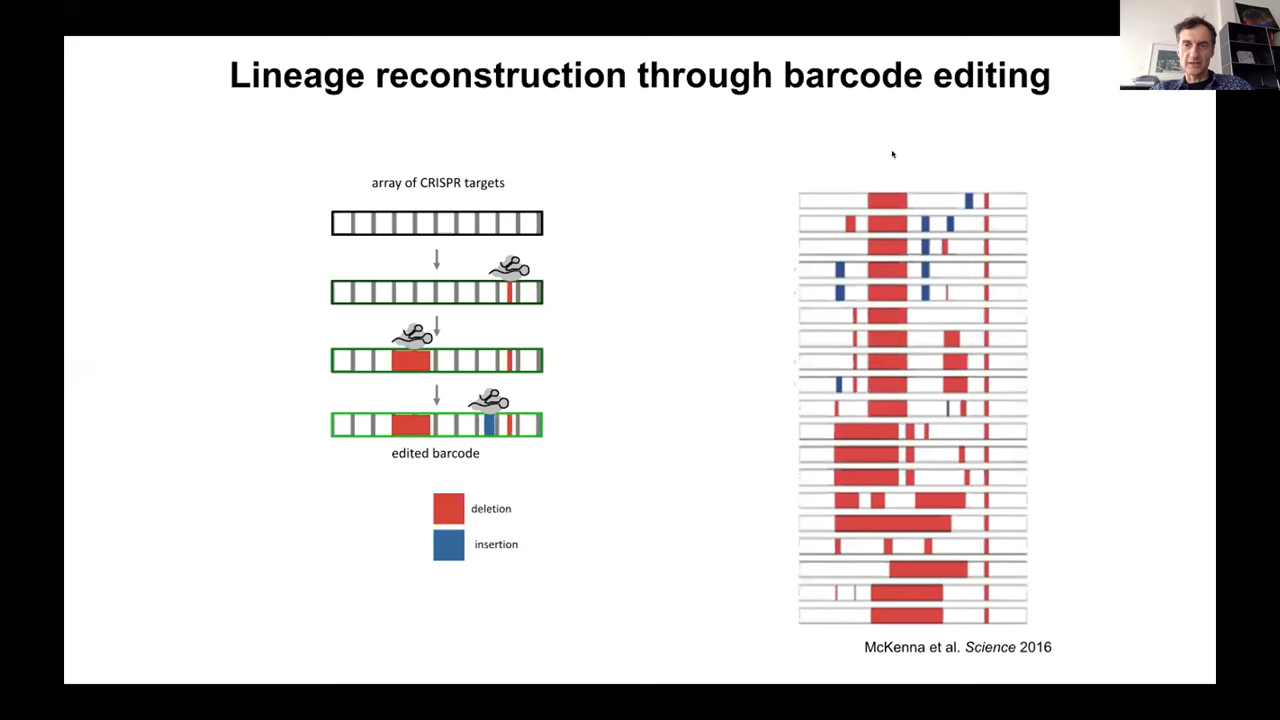 Lineage reconstruction through barcode editing
array of CRISPR targets
edited barcode
deletion
insertion
McKenna et al. Science 2016